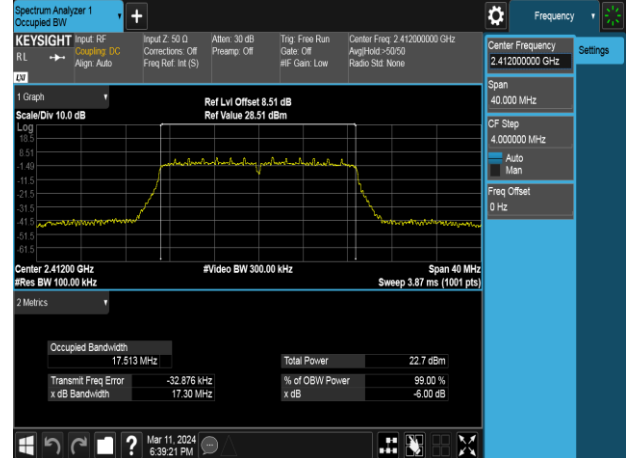 Spectrum Analyzer 1
Occupied BW
Frequency
KEYSIGHT
RL
LXI
Input: RF
Coupling: DC
Align: Auto
Input Z: 50 Ω
Corrections: Off
Freq Ref: Int (S)
Atten: 30 dB
Preamp: Off
Trig: Free Run
Gate: Off
#IF Gain: Low
Center Freq: 2.412000000 GHz
Avg|Hold:>50/50
Radio Std: None
Center Frequency
2.412000000 GHz
Settings
Span
40.000 MHz
CF Step
4.000000 MHz
Auto
Man
Freq Offset
0 Hz
1 Graph
Scale/Div 10.0 dB
Ref Lvl Offset 8.51 dB
Ref Value 28.51 dBm
Log
18.5
8.51
-1.49
-11.5
-21.5
-31.5
-41.5
-51.5
-61.5
Center 2.41200 GHz
#Res BW 100.00 kHz
#Video BW 300.00 kHz
Span 40 MHz
Sweep 3.87 ms (1001 pts)
2 Metrics
Occupied Bandwidth
17.513 MHz
Total Power 22.7 dBm
Transmit Freq Error -32.876 kHz
% of OBW Power 99.00 %
x dB Bandwidth 17.30 MHz
x dB -6.00 dB
?
Mar 11, 2024
6:39:21 PM